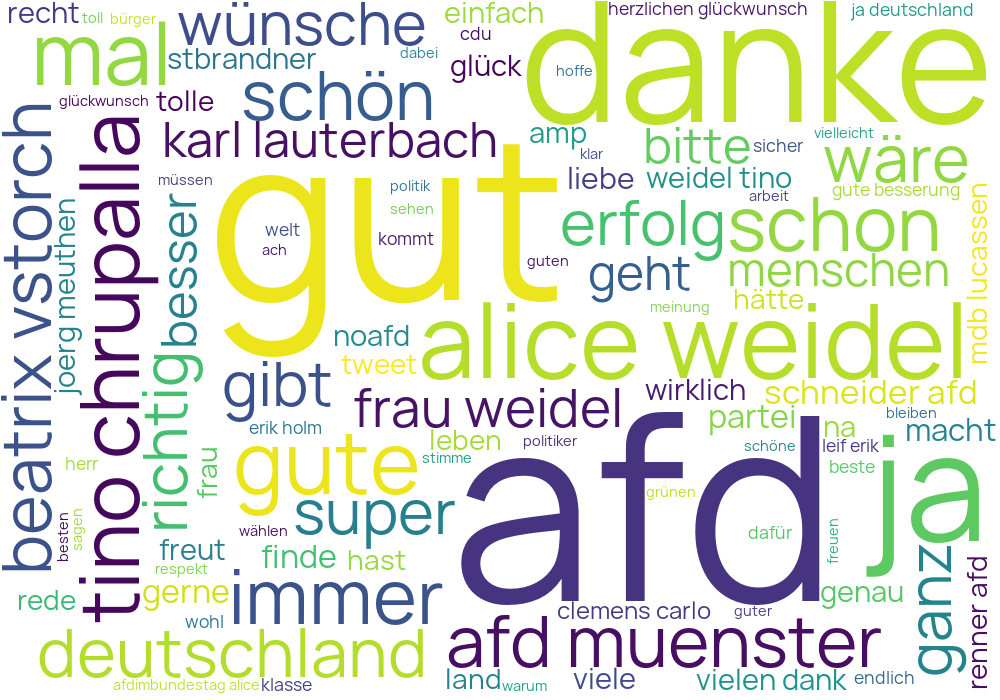 recht toll bürger wünsche einfach herzlichen glückwunsch ja deutschland
mal stbrandner dabei cdu glück hoffe danke
glückwunsch tolle schön
karl lauterbach amp klar bitte sicher vielleicht wäre
müssen politik sehen liebe weidel tino arbeit gute besserung
beatrix vstorch
joerg meuthen
tino chrupalla
besser
gut
welt ach kommt guten
erfolg schon
geht menschen
mdb lucassen
hätte meinung
noafd tweet alice weidel
richtig
gibt frau weidel wirklich schneider afd
erik holm leben politiker partei na bleiben macht
herr frau gute stimme afd schöne leif erik beste ja
besten sagen wählen super grünen dafür freuen
freut finde hast
respekt gerne immer genau
rede wohl clemens carlo guter
ganz
renner afd
deutschland afd muenster
afdimbundestag alice klasse land warum viele vielen dank endlich